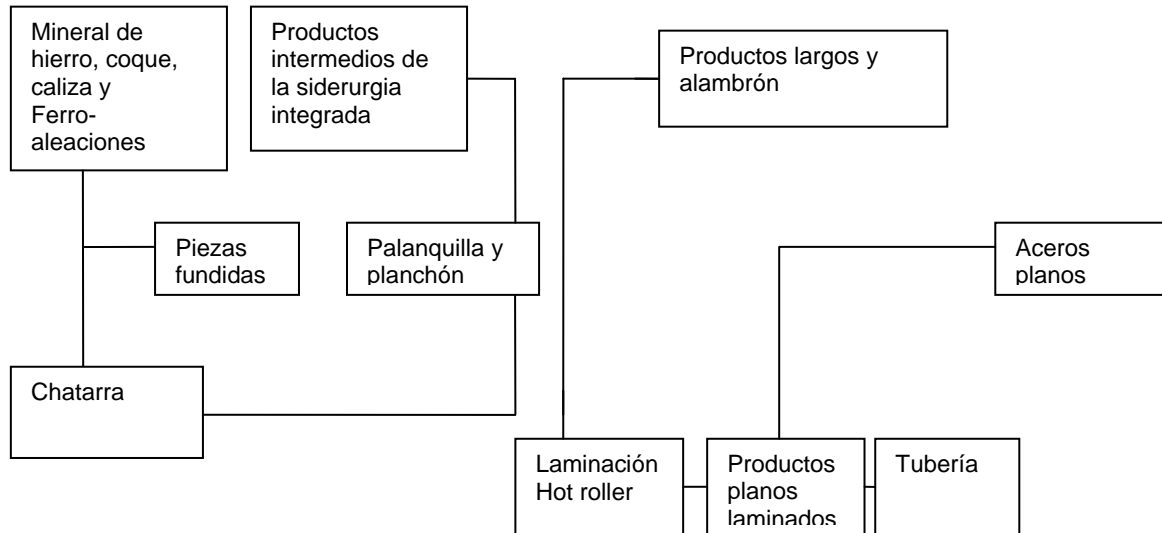 Mineral de
hierro, coque,
caliza y
Ferro-
aleaciones
Productos
intermedios de
la siderurgia
integrada
Productos largos y
alambrón
Piezas
fundidas
Palanquilla y
planchón
Aceros
planos
Chatarra
Laminación
Hot roller
Productos
planos
laminados
Tubería